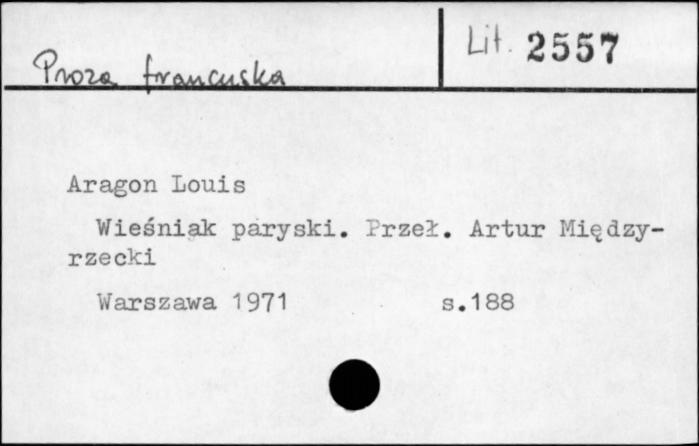 Proza francuska
Lit. 2557
Aragon Louis
Wieśniak paryski. Przeł. Artur Między-
rzecki
Warszawa 1971 s.188